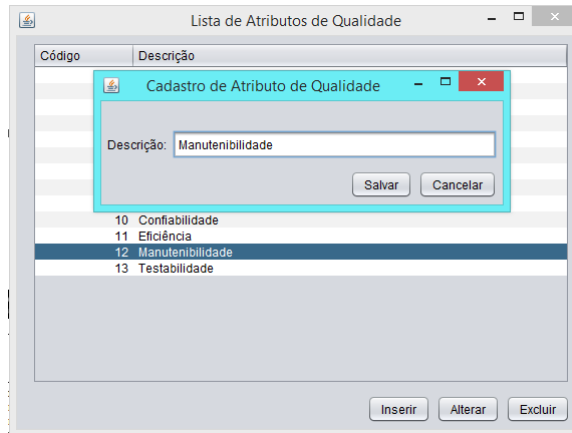 Lista de Atributos de Qualidade
Código Descrição
Cadastro de Atributo de Qualidade
Descrição: Manutenibilidade
Salvar Cancelar
10 Confiabilidade
11 Eficiência
12 Manutenibilidade
13 Testabilidade
Inserir Alterar Excluir